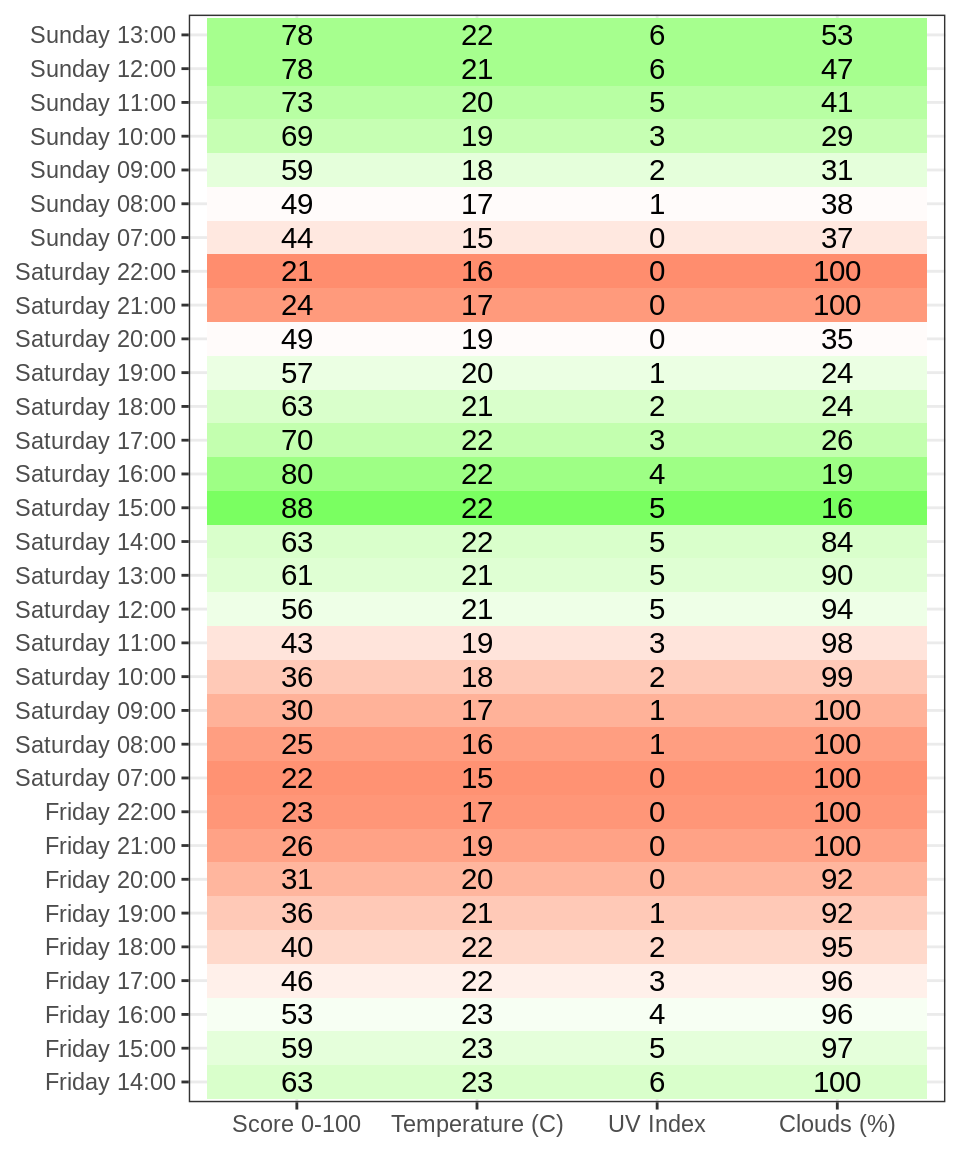 Sunday 13:00 78 22 6 53
Sunday 12:00 78 21 6 47
Sunday 11:00 73 20 5 41
Sunday 10:00 69 19 3 29
Sunday 09:00 59 18 2 31
Sunday 08:00 49 17 1 38
Sunday 07:00 44 15 0 37
Saturday 22:00 21 16 0 100
Saturday 21:00 24 17 0 100
Saturday 20:00 49 19 0 35
Saturday 19:00 57 20 1 24
Saturday 18:00 63 21 2 24
Saturday 17:00 70 22 3 26
Saturday 16:00 80 22 4 19
Saturday 15:00 88 22 5 16
Saturday 14:00 63 22 5 84
Saturday 13:00 61 21 5 90
Saturday 12:00 56 21 5 94
Saturday 11:00 43 19 3 98
Saturday 10:00 36 18 2 99
Saturday 09:00 30 17 1 100
Saturday 08:00 25 16 1 100
Saturday 07:00 22 15 0 100
Friday 22:00 23 17 0 100
Friday 21:00 26 19 0 100
Friday 20:00 31 20 0 92
Friday 19:00 36 21 1 92
Friday 18:00 40 22 2 95
Friday 17:00 46 22 3 96
Friday 16:00 53 23 4 96
Friday 15:00 59 23 5 97
Friday 14:00 63 23 6 100
Score 0-100 Temperature (C) UV Index Clouds (%)